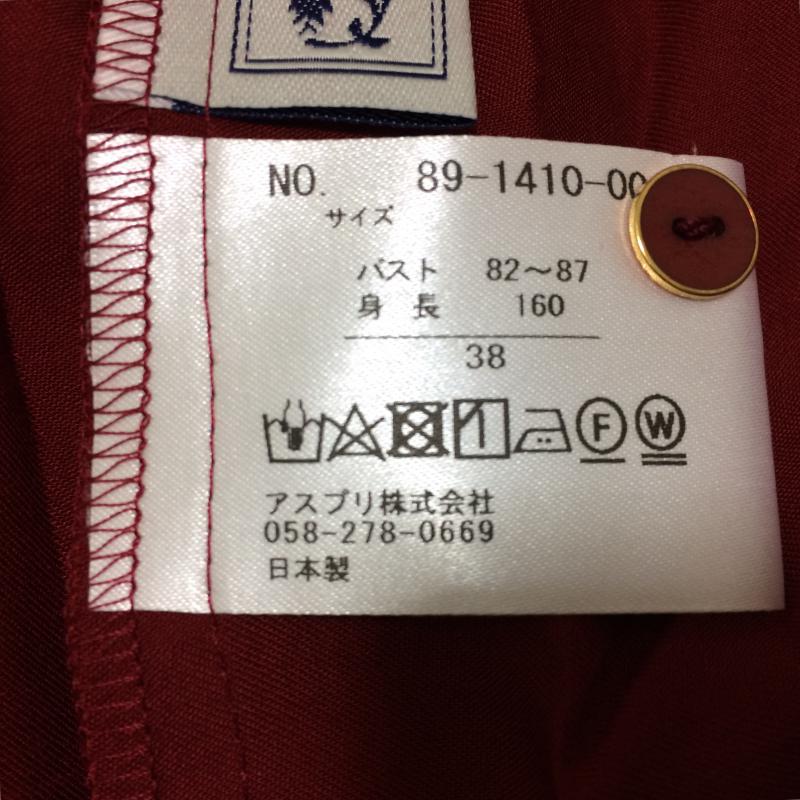 NO. 89-1410-00
サイズ
バスト 82〜87
身長 160
38
F W
アスプリ株式会社
058-278-0669
日本製